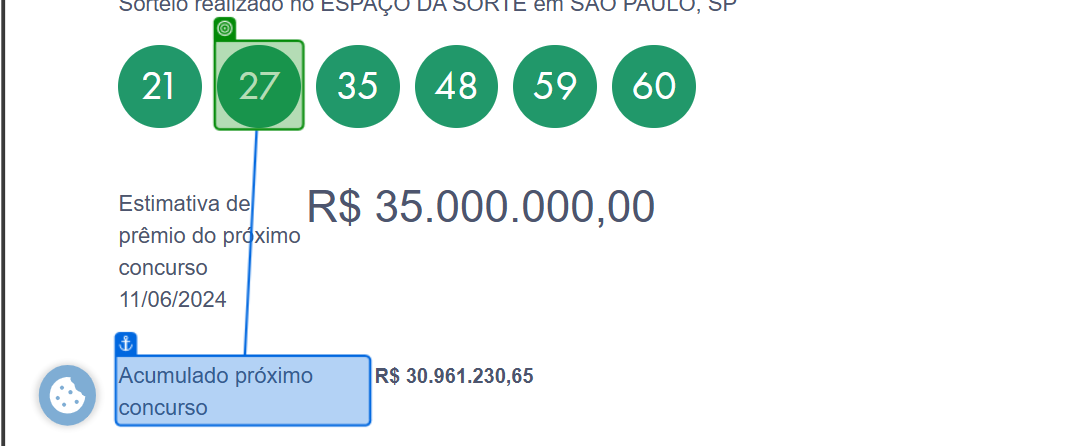 Sorteio realizado no ESPAÇO DA SORTE em SÃO PAULO, SP
21 27 35 48 59 60
Estimativa de
prêmio do próximo
concurso
11/06/2024
R$ 35.000.000,00
Acumulado próximo
concurso
R$ 30.961.230,65